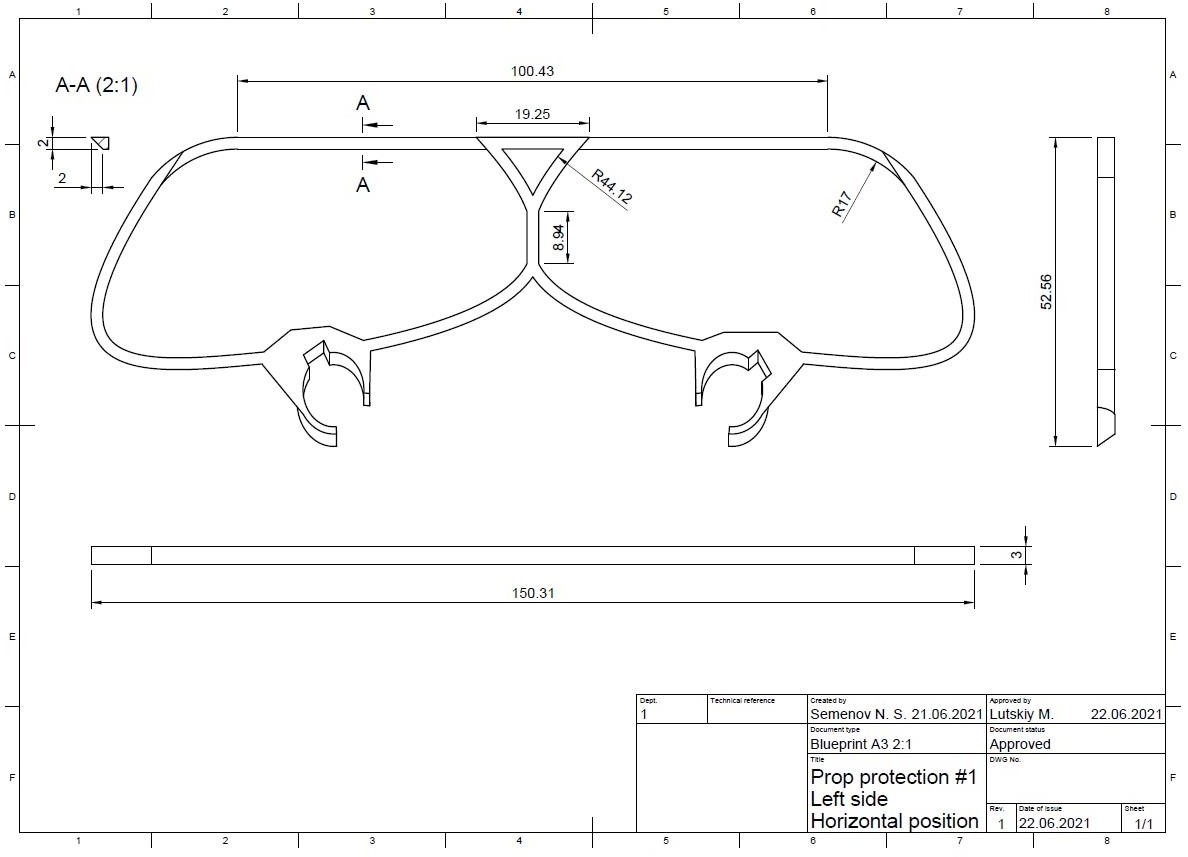 1 2 3 4 5 6 7 8
A A
A-A (2:1)
100.43
A
19.25
2
2
A
R44.12
R17
B B
8.94
52.56
C C
D D
3
150.31
E E
Dept. Technical reference Created by Approved by
1 Semenov N. S. 21.06.2021 Lutskiy M. 22.06.2021
Document type Document status
Blueprint A3 2:1 Approved
Title DWG No.
Prop protection #1
F F
Left side
Rev. Date of issue Sheet
Horizontal position 1 22.06.2021 1/1
1 2 3 4 5 6 7 8